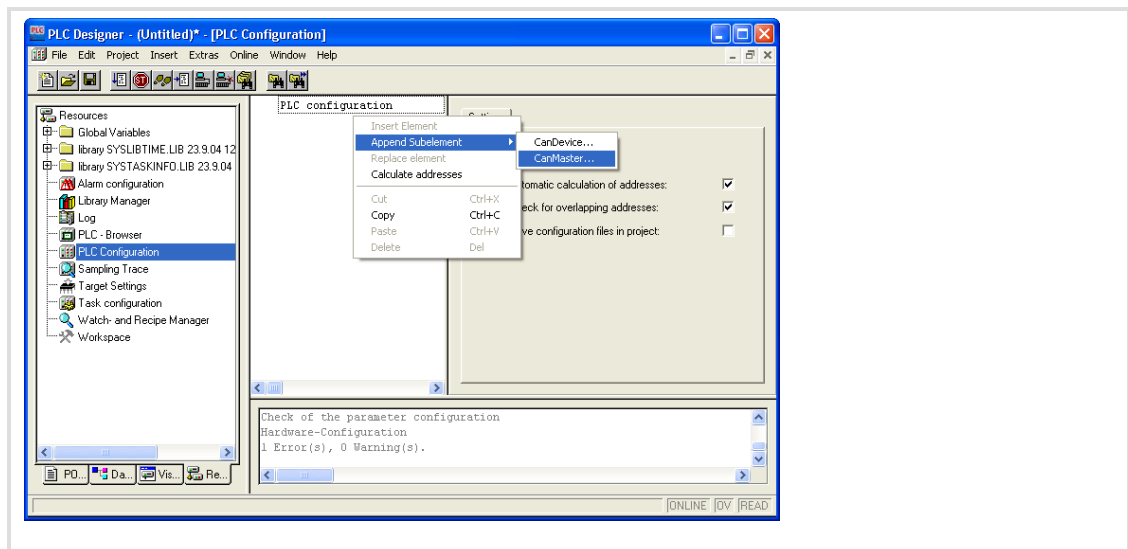 PLC Designer - (Untitled)* - [PLC Configuration]
File Edit Project Insert Extras Online Window Help
Resources
Global Variables
library SYSLIBTIME.LIB 23.9.04 12
library SYSTASKINFO.LIB 23.9.04
Alarm configuration
Library Manager
Log
PLC - Browser
PLC Configuration
Sampling Trace
Target Settings
Task configuration
Watch- and Recipe Manager
Workspace
PO... Da... Vis... Re...
PLC configuration
Insert Element
Append Subelement
Replace element
Calculate addresses
Cut Ctrl+X
Copy Ctrl+C
Paste Ctrl+V
Delete Del
CanDevice...
CanMaster...
tomatic calculation of addresses:
eck for overlapping addresses:
ve configuration files in project:
Check of the parameter configuration
Hardware-Configuration
1 Error(s), 0 Warning(s).
ONLINE OV READ